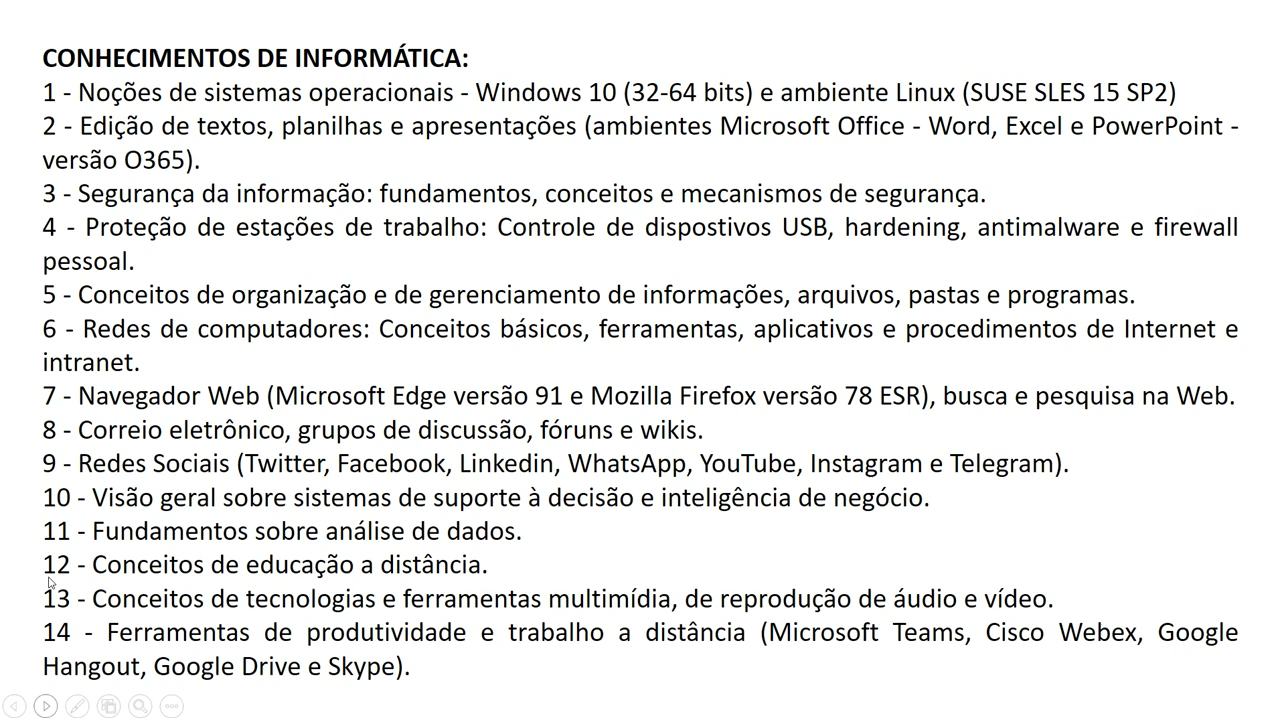 CONHECIMENTOS DE INFORMÁTICA:
1 - Noções de sistemas operacionais - Windows 10 (32-64 bits) e ambiente Linux (SUSE SLES 15 SP2)
2 - Edição de textos, planilhas e apresentações (ambientes Microsoft Office - Word, Excel e PowerPoint -
versão O365).
3 - Segurança da informação: fundamentos, conceitos e mecanismos de segurança.
4 - Proteção de estações de trabalho: Controle de dispostivos USB, hardening, antimalware e firewall
pessoal.
5 - Conceitos de organização e de gerenciamento de informações, arquivos, pastas e programas.
6 - Redes de computadores: Conceitos básicos, ferramentas, aplicativos e procedimentos de Internet e
intranet.
7 - Navegador Web (Microsoft Edge versão 91 e Mozilla Firefox versão 78 ESR), busca e pesquisa na Web.
8 - Correio eletrônico, grupos de discussão, fóruns e wikis.
9 - Redes Sociais (Twitter, Facebook, Linkedin, WhatsApp, YouTube, Instagram e Telegram).
10 - Visão geral sobre sistemas de suporte à decisão e inteligência de negócio.
11 - Fundamentos sobre análise de dados.
12 - Conceitos de educação a distância.
13 - Conceitos de tecnologias e ferramentas multimídia, de reprodução de áudio e vídeo.
14 - Ferramentas de produtividade e trabalho a distância (Microsoft Teams, Cisco Webex, Google
Hangout, Google Drive e Skype).